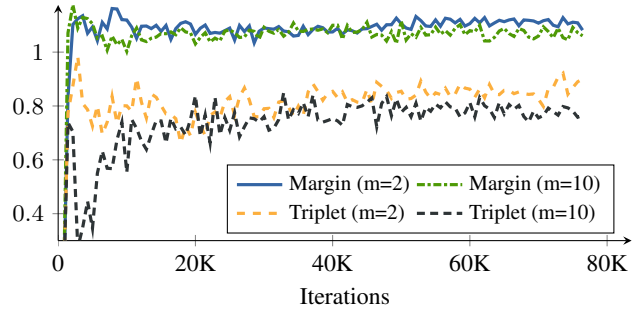 1
0.8
0.6
0.4
Margin (m=2) Margin (m=10)
Triplet (m=2) Triplet (m=10)
0 20K 40K 60K 80K
Iterations